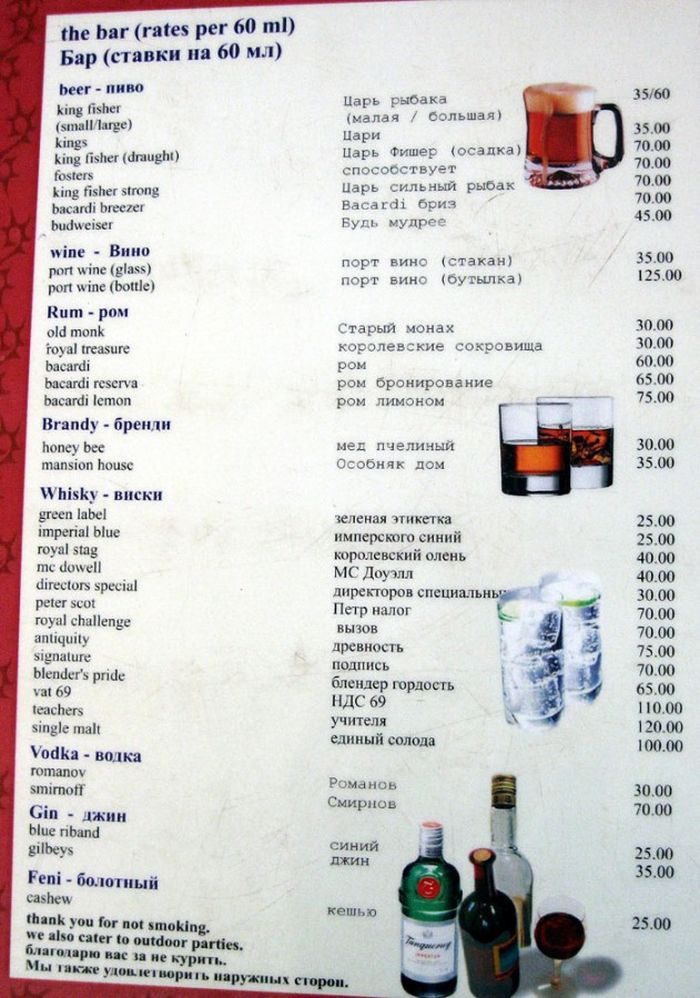 the bar (rates per 60 ml)
Бар (ставки на 60 мл)
beer - пиво
king fisher Царь рыбака 35/60
(small/large) (малая / большая)
kings Цари 35.00
king fisher (draught) Царь Фишер (осадка) 70.00
fosters способствует 70.00
king fisher strong Царь сильный рыбак 70.00
bacardi breezer Bacardi бриз 70.00
budweiser Будь мудрее 45.00
wine - Вино
port wine (glass) порт вино (стакан) 35.00
port wine (bottle) порт вино (бутылка) 125.00
Rum - ром
old monk Старый монах 30.00
royal treasure королевские сокровища 30.00
bacardi ром 60.00
bacardi reserva ром бронирование 65.00
bacardi lemon ром лимоном 75.00
Brandy - бренди
honey bee мед пчелиный 30.00
mansion house Особняк дом 35.00
Whisky - виски
green label зеленая этикетка 25.00
imperial blue имперского синий 25.00
royal stag королевский олень 40.00
mc dowell МС Доуэлл 40.00
directors special директоров специальны 30.00
peter scot Петр налог 70.00
royal challenge вызов 70.00
antiquity древность 75.00
signature подпись 70.00
blender's pride блендер гордость 65.00
vat 69 НДС 69 110.00
teachers учителя 120.00
single malt единый солода 100.00
Vodka - водка
romanov Романов 30.00
smirnoff Смирнов 70.00
Gin - джин
blue riband синий 25.00
gilbeys джин 35.00
Feni - болотный
cashew кешью 25.00
thank you for not smoking.
we also cater to outdoor parties.
благодарю вас за не курить.
Мы также удовлетворить наружных сторон.
Tanqueray